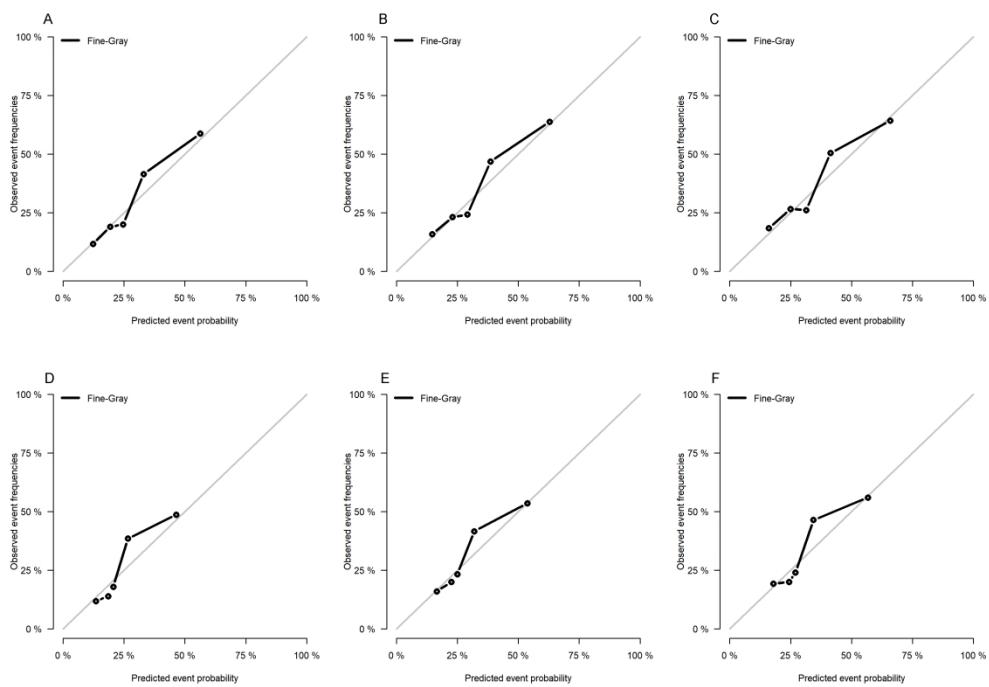 A
100 %
Fine-Gray
75 %
50 %
25 %
0 %
Observed event frequencies
0 %
25 %
50 %
75 %
100 %
Predicted event probability
B
100 %
Fine-Gray
75 %
50 %
25 %
0 %
Observed event frequencies
0 %
25 %
50 %
75 %
100 %
Predicted event probability
C
100 %
Fine-Gray
75 %
50 %
25 %
0 %
Observed event frequencies
0 %
25 %
50 %
75 %
100 %
Predicted event probability
D
100 %
Fine-Gray
75 %
50 %
25 %
0 %
Observed event frequencies
0 %
25 %
50 %
75 %
100 %
Predicted event probability
E
100 %
Fine-Gray
75 %
50 %
25 %
0 %
Observed event frequencies
0 %
25 %
50 %
75 %
100 %
Predicted event probability
F
100 %
Fine-Gray
75 %
50 %
25 %
0 %
Observed event frequencies
0 %
25 %
50 %
75 %
100 %
Predicted event probability